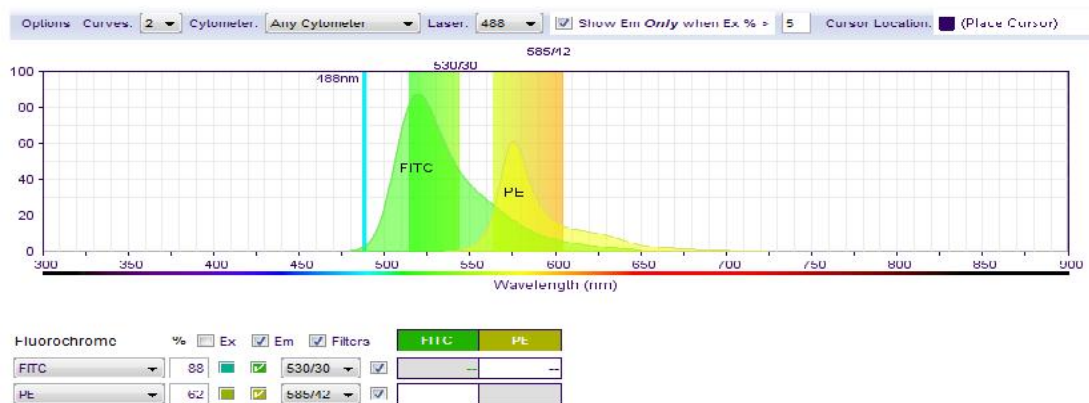 Options Curves: 2 Cytometer: Any Cytometer Laser: 488 Show Em Only when Ex % > 5 Cursor Location: (Place Cursor)
585/42
530/30
488nm
100
80
60
40
20
0
FITC
PE
300 350 400 450 500 550 600 650 700 750 800 850 900
Wavelength (nm)
Fluorochrome % Ex Em Filters FITC PE
FITC 88 530/30 -- --
PE 62 585/42